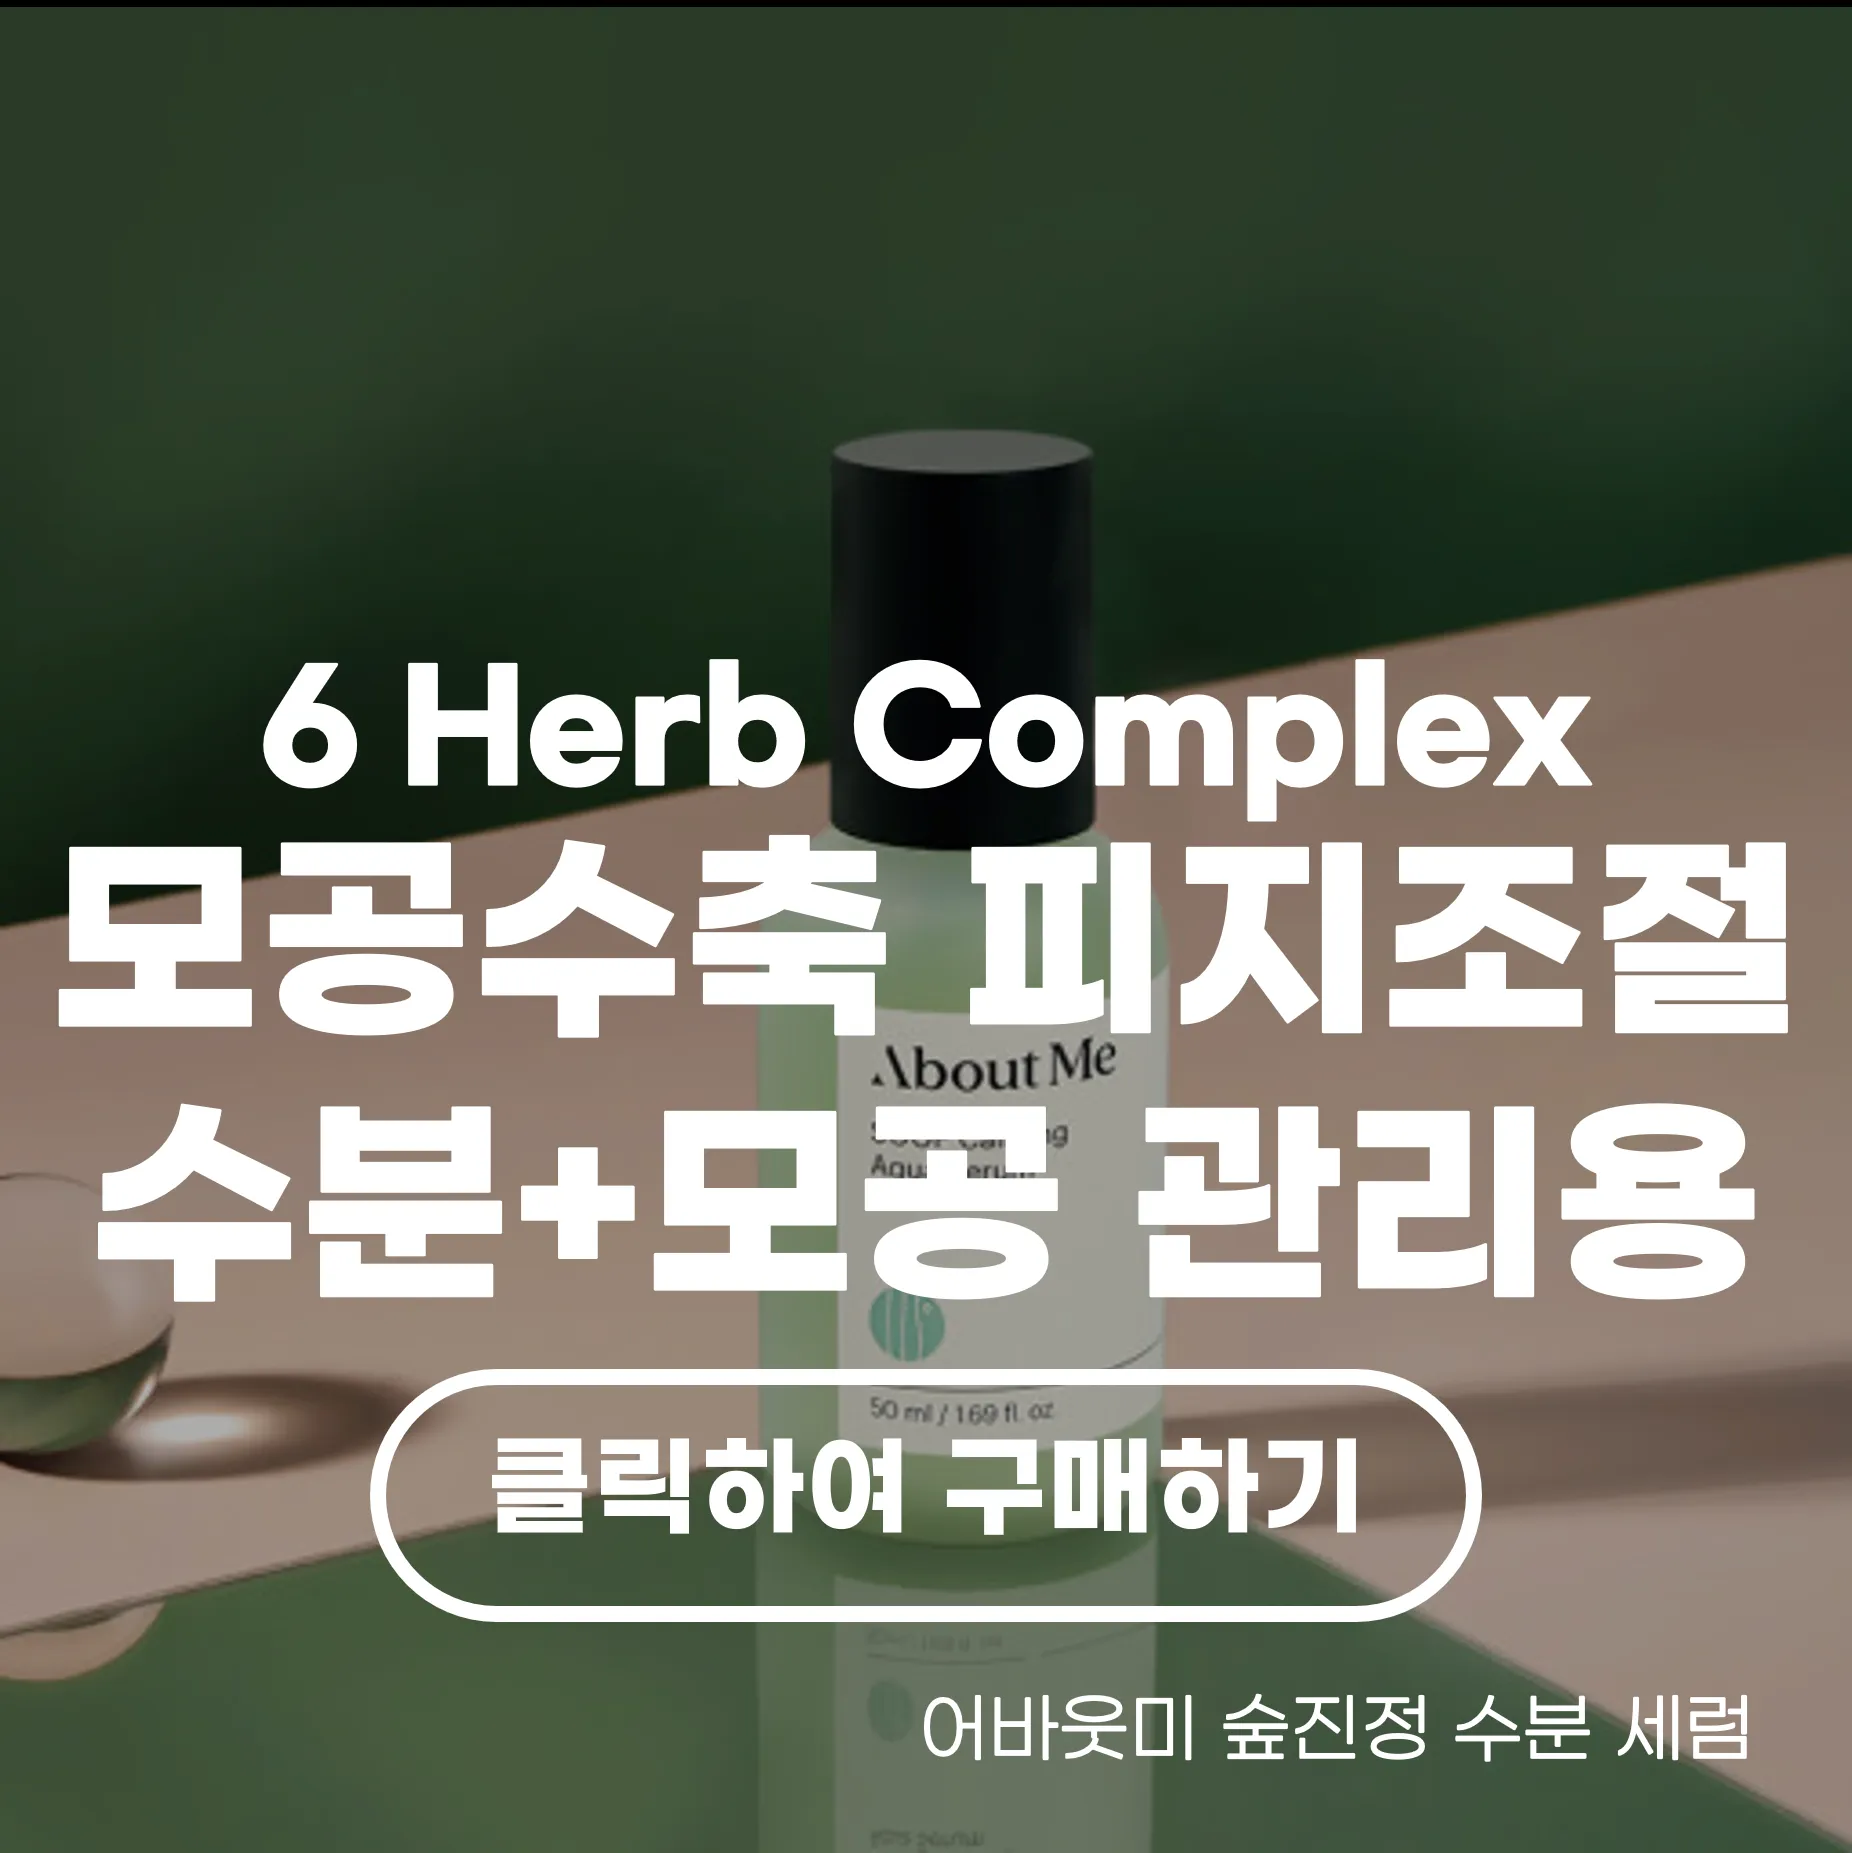 6 Herb Complex
모공수축 피지조절
About Me
수분+모공 관리용
50 ml / 1.69 fl. oz
클릭하여 구매하기
어바웃미 숲진정 수분 세럼